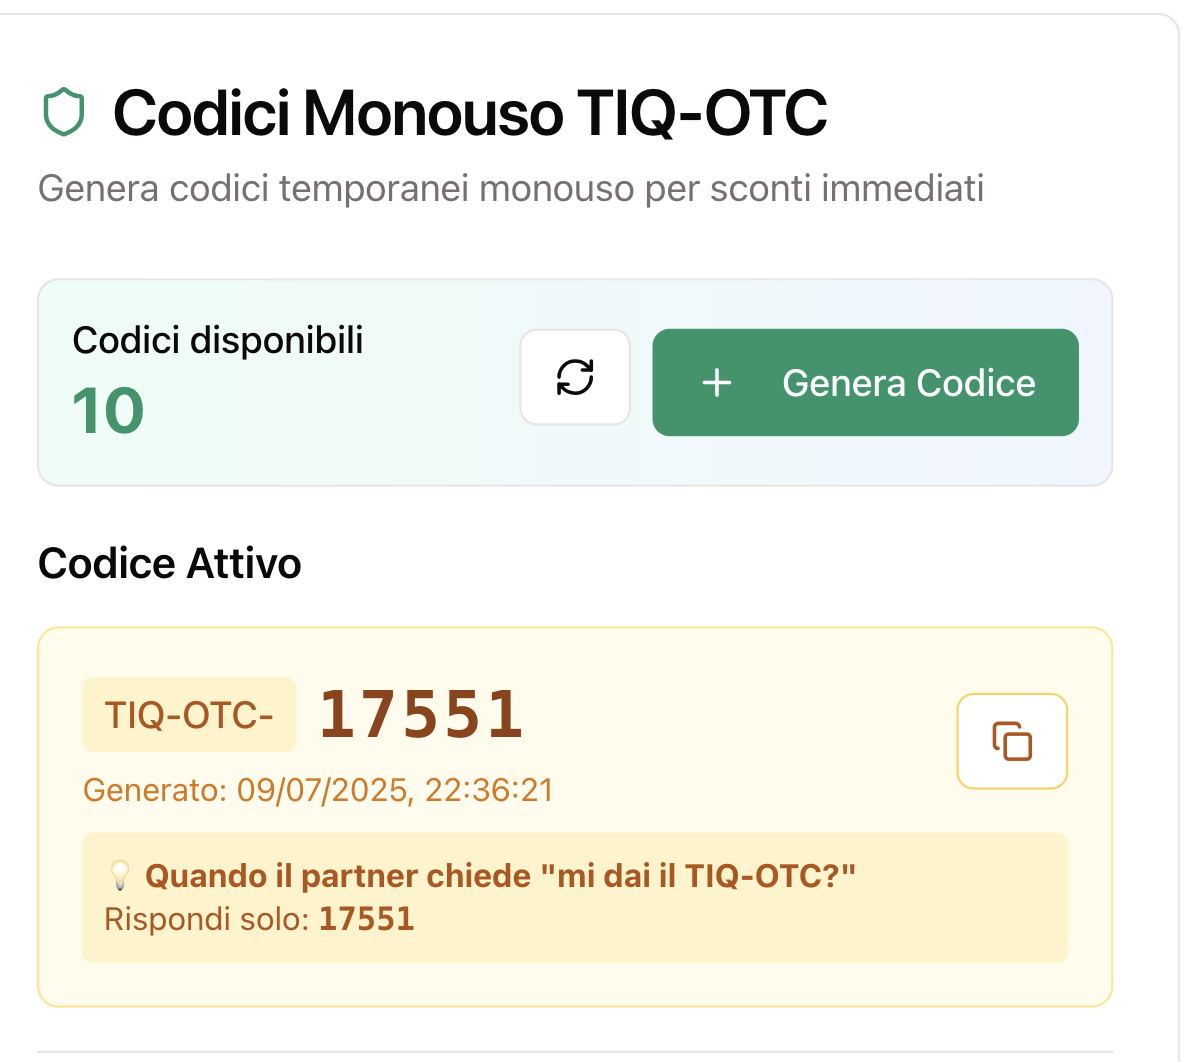 Codici Monouso TIQ-OTC
Genera codici temporanei monouso per sconti immediati
Codici disponibili
10
Genera Codice
Codice Attivo
TIQ-OTC- 17551
Generato: 09/07/2025, 22:36:21
Quando il partner chiede "mi dai il TIQ-OTC?"
Rispondi solo: 17551